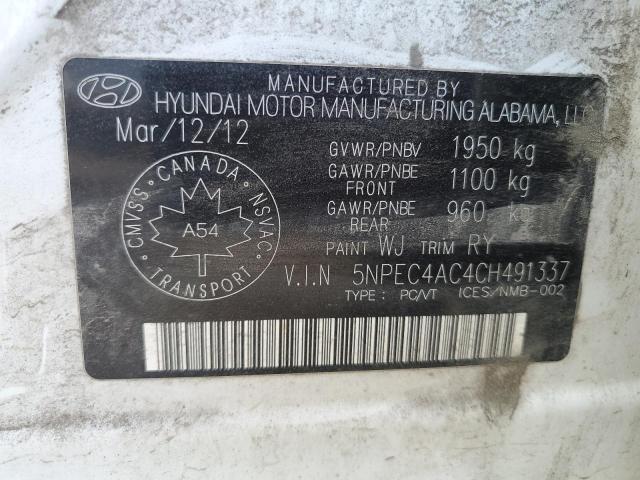 MANUFACTURED BY
HYUNDAI MOTOR MANUFACTURING ALABAMA, LLC
Mar/12/12
GVWR/PNBV 1950 kg
GAWR/PNBE FRONT 1100 kg
GAWR/PNBE REAR 960 kg
PAINT WJ TRIM RY
CMVSS · CANADA · NSVAC · TRANSPORT ·
A54
V.I.N 5NPEC4AC4CH491337
TYPE : PC/VT ICES/NMB-002